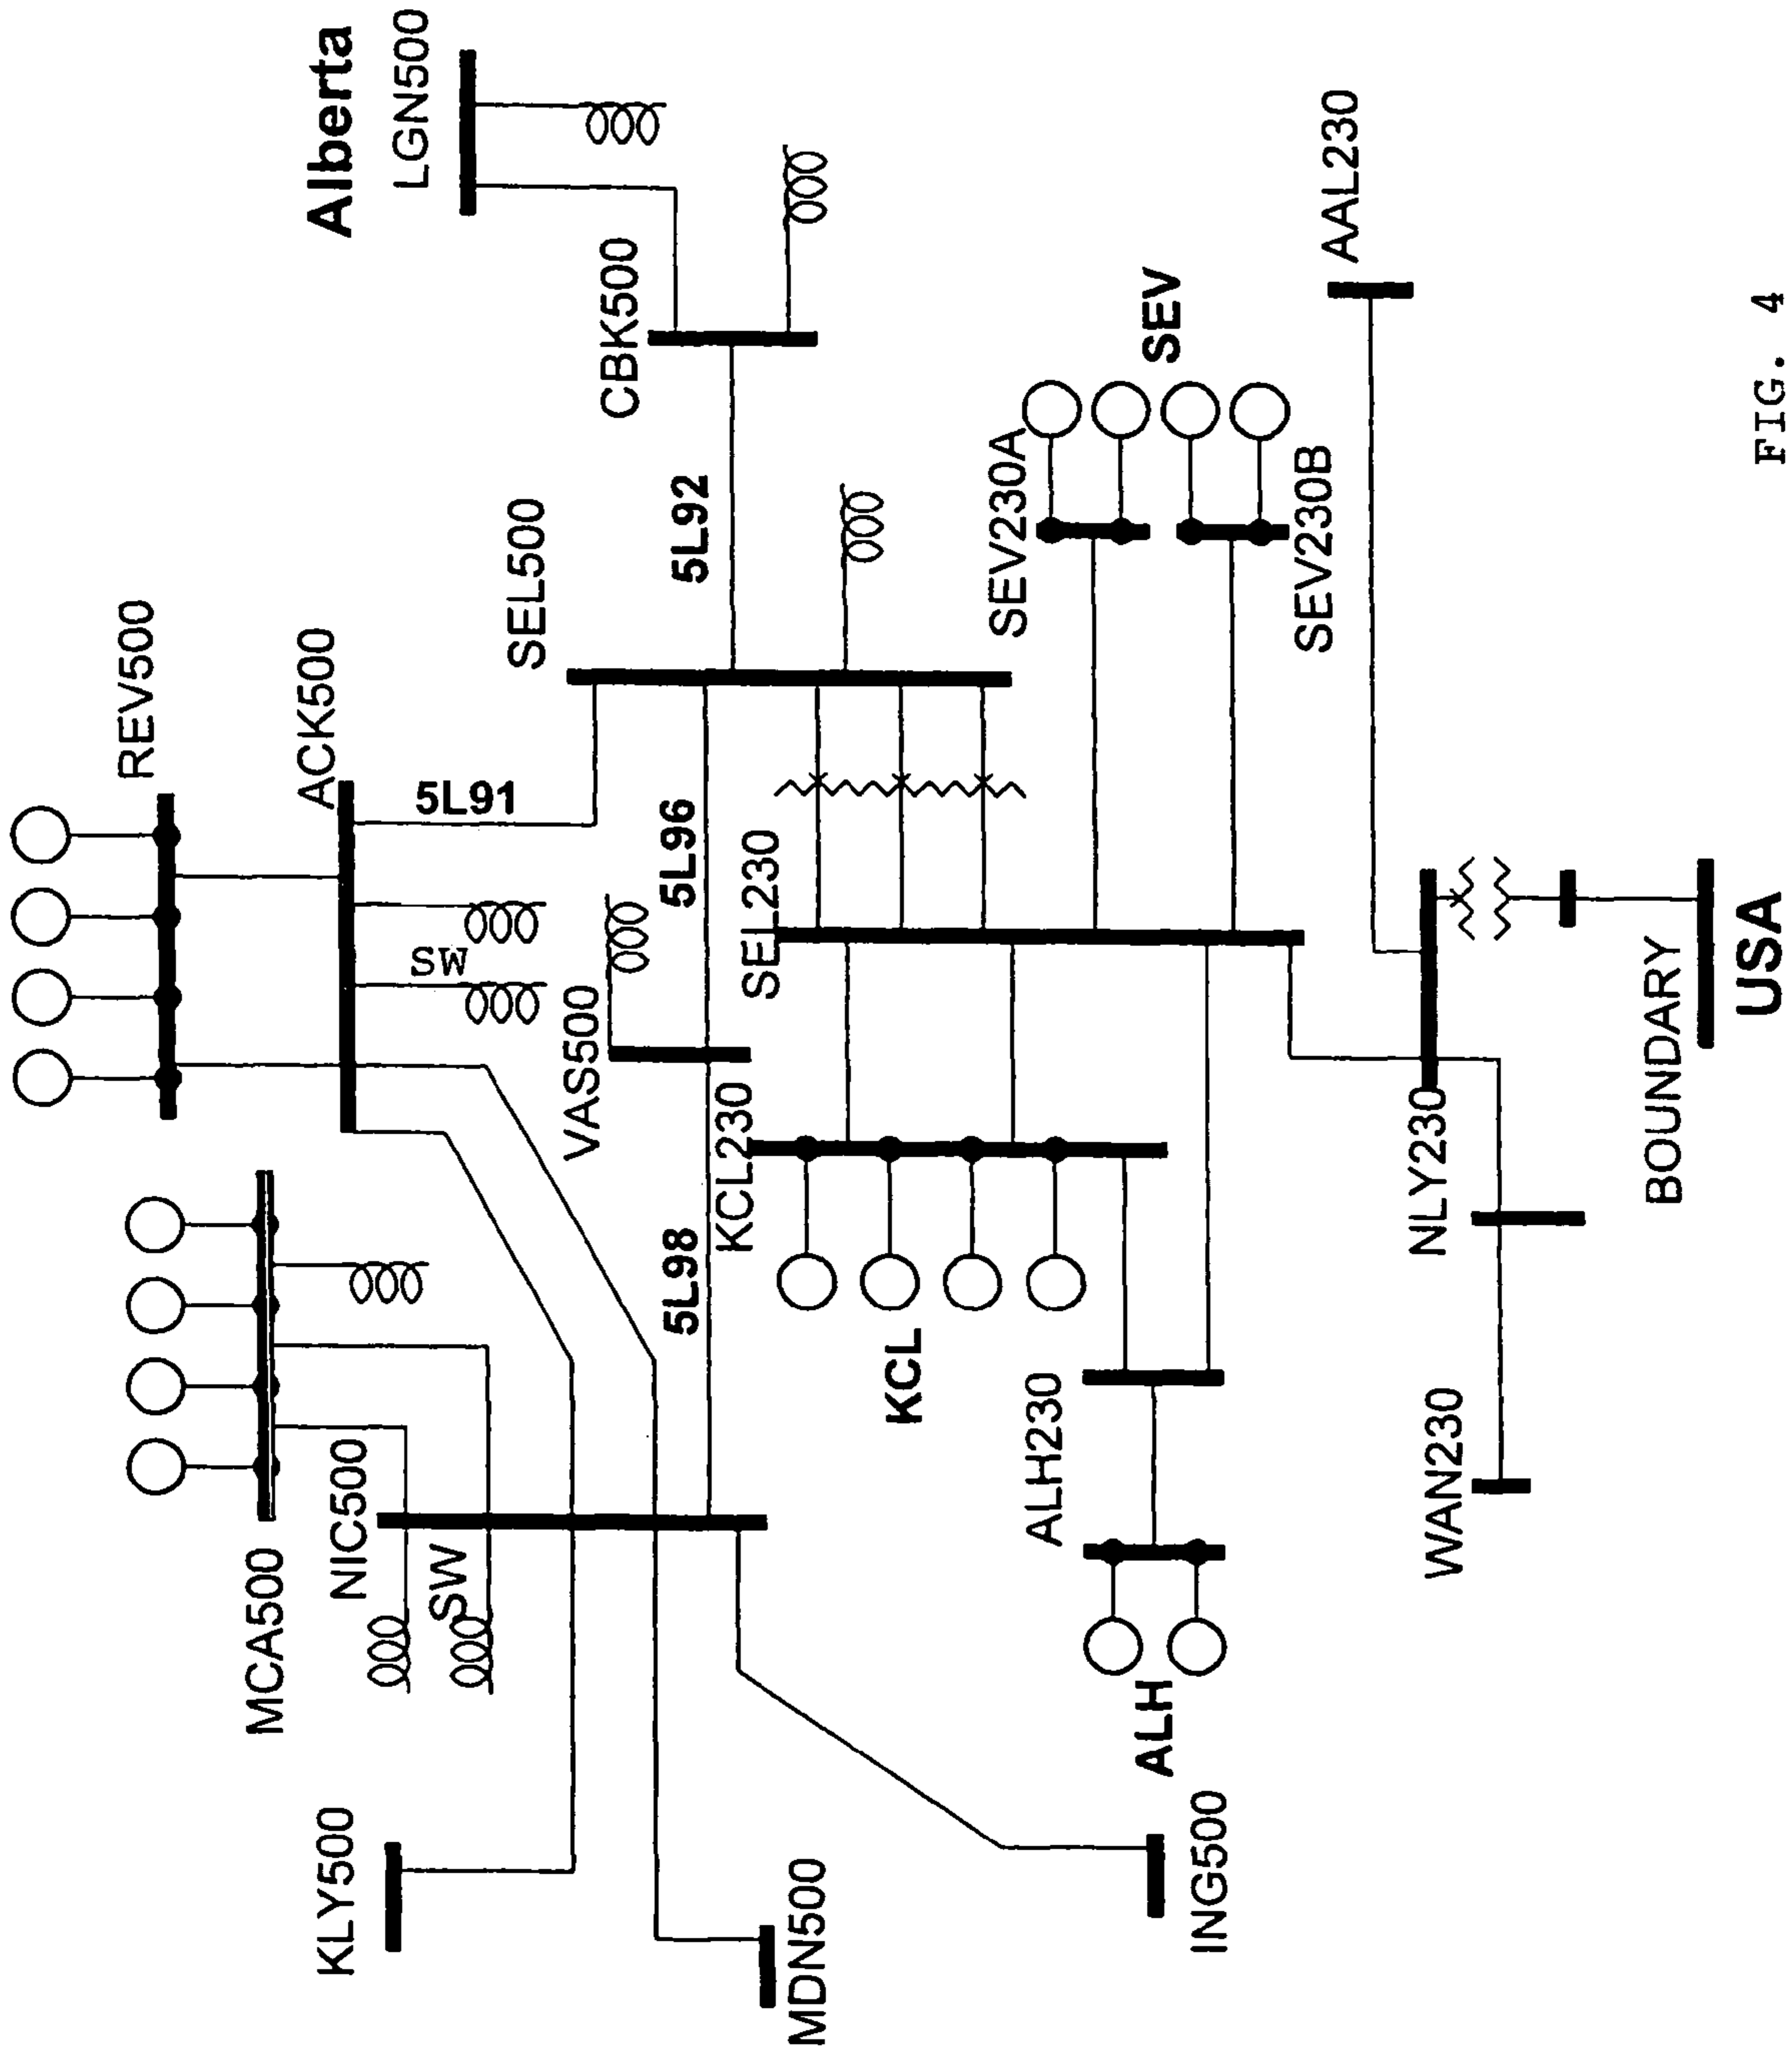 Alberta
LGN500
CBK500
5L92
SEL500
REV500
ACK500
5L91
SW
5L96
VAS500
5L98
MCA500
NIC500
SW
KLY500
MDN500
ING500
SEL230
KCL230
KCL
ALH230
ALH
SEV230A
SEV
SEV230B
AAL230
NLY230
WAN230
BOUNDARY
USA
FIG. 4